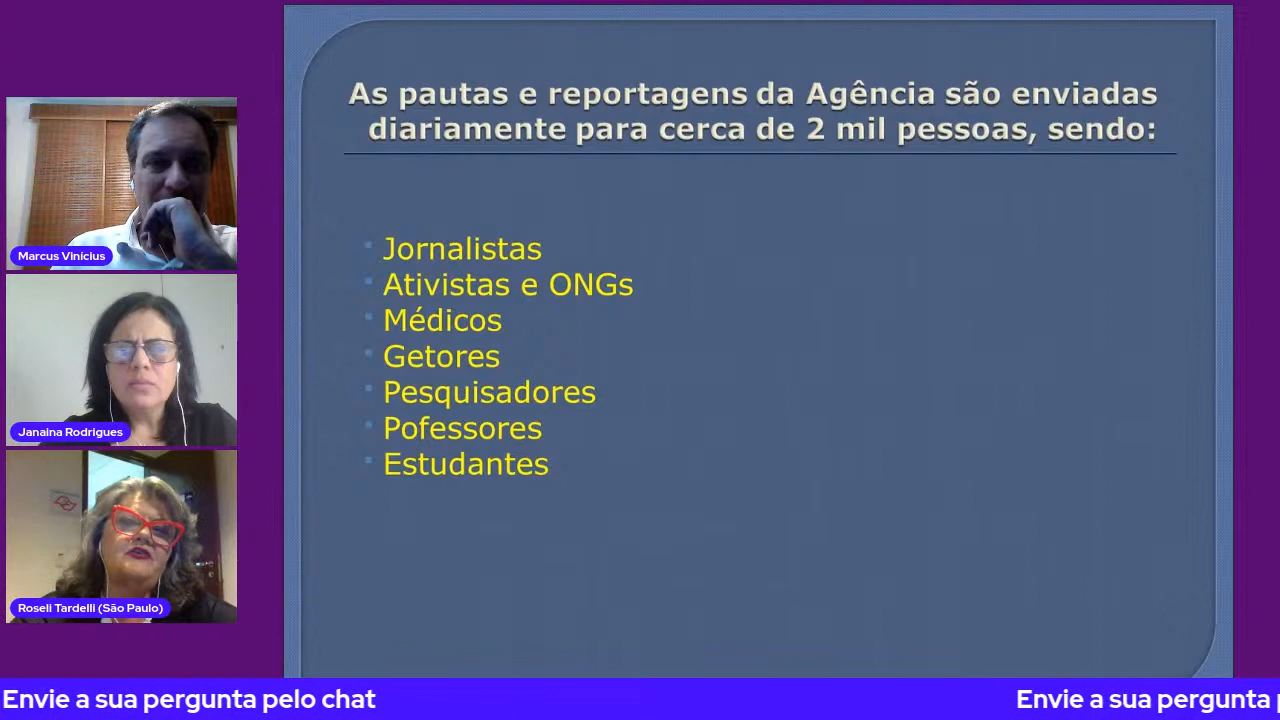 As pautas e reportagens da Agência são enviadas
diariamente para cerca de 2 mil pessoas, sendo:
Jornalistas
Ativistas e ONGs
Médicos
Getores
Pesquisadores
Pofessores
Estudantes
Marcus Vinícius
Janaina Rodrigues
Roseli Tardelli (São Paulo)
Envie a sua pergunta pelo chat
Envie a sua pergunta